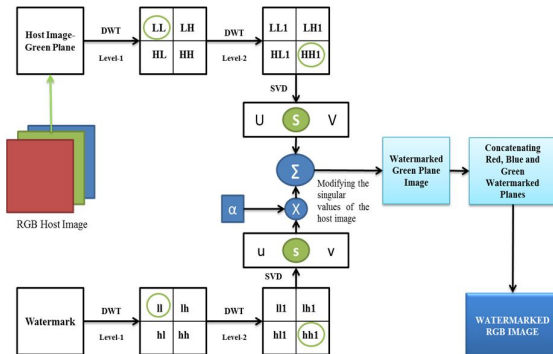 Host Image-
Green Plane
DWT
Level-1
LL LH
HL HH
DWT
Level-2
LL1 LH1
HL1 HH1
SVD
U S V
Σ
Modifying the
singular
values of the
host image
α
X
u s v
SVD
RGB Host Image
Watermark
DWT
Level-1
ll lh
hl hh
DWT
Level-2
ll1 lh1
hl1 hh1
Watermarked
Green Plane
Image
Concatenating
Red, Blue and
Green
Watermarked
Planes
WATERMARKED
RGB IMAGE